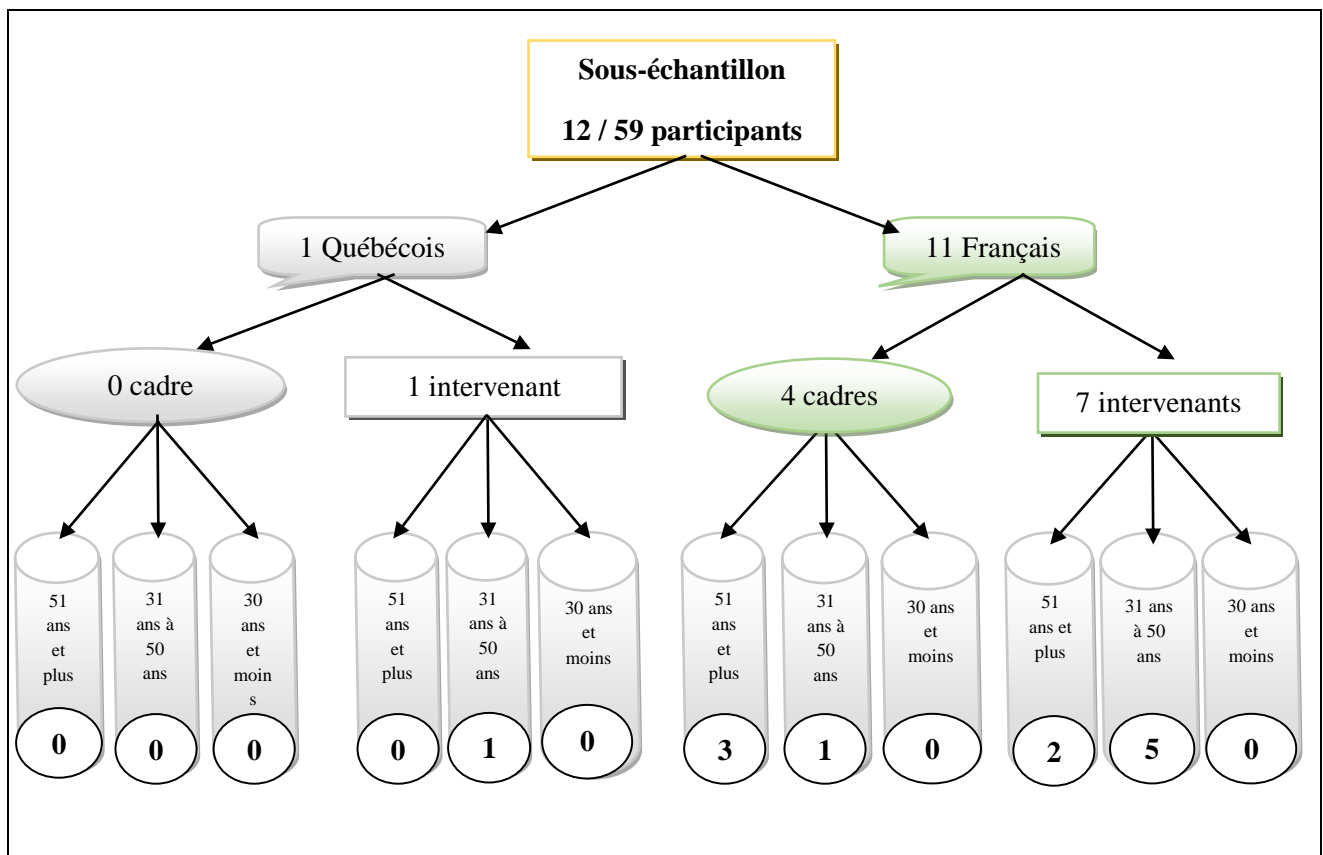 Sous-échantillon
12 / 59 participants
1 Québécois
11 Français
0 cadre
1 intervenant
4 cadres
7 intervenants
51
ans
et
plus
31
ans à
50
ans
30
ans
et
moin
s
51
ans
et
plus
31
ans à
50
ans
30 ans
et
moins
51
ans
et
plus
31
ans à
50
ans
30 ans
et
moins
51
ans et
plus
31 ans
à 50
ans
30 ans
et
moins
0
0
0
0
1
0
3
1
0
2
5
0